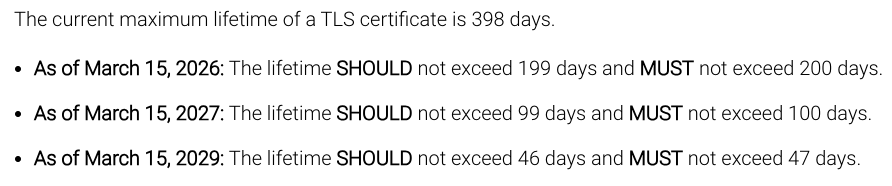 The current maximum lifetime of a TLS certificate is 398 days.
• As of March 15, 2026: The lifetime SHOULD not exceed 199 days and MUST not exceed 200 days.
• As of March 15, 2027: The lifetime SHOULD not exceed 99 days and MUST not exceed 100 days.
• As of March 15, 2029: The lifetime SHOULD not exceed 46 days and MUST not exceed 47 days.